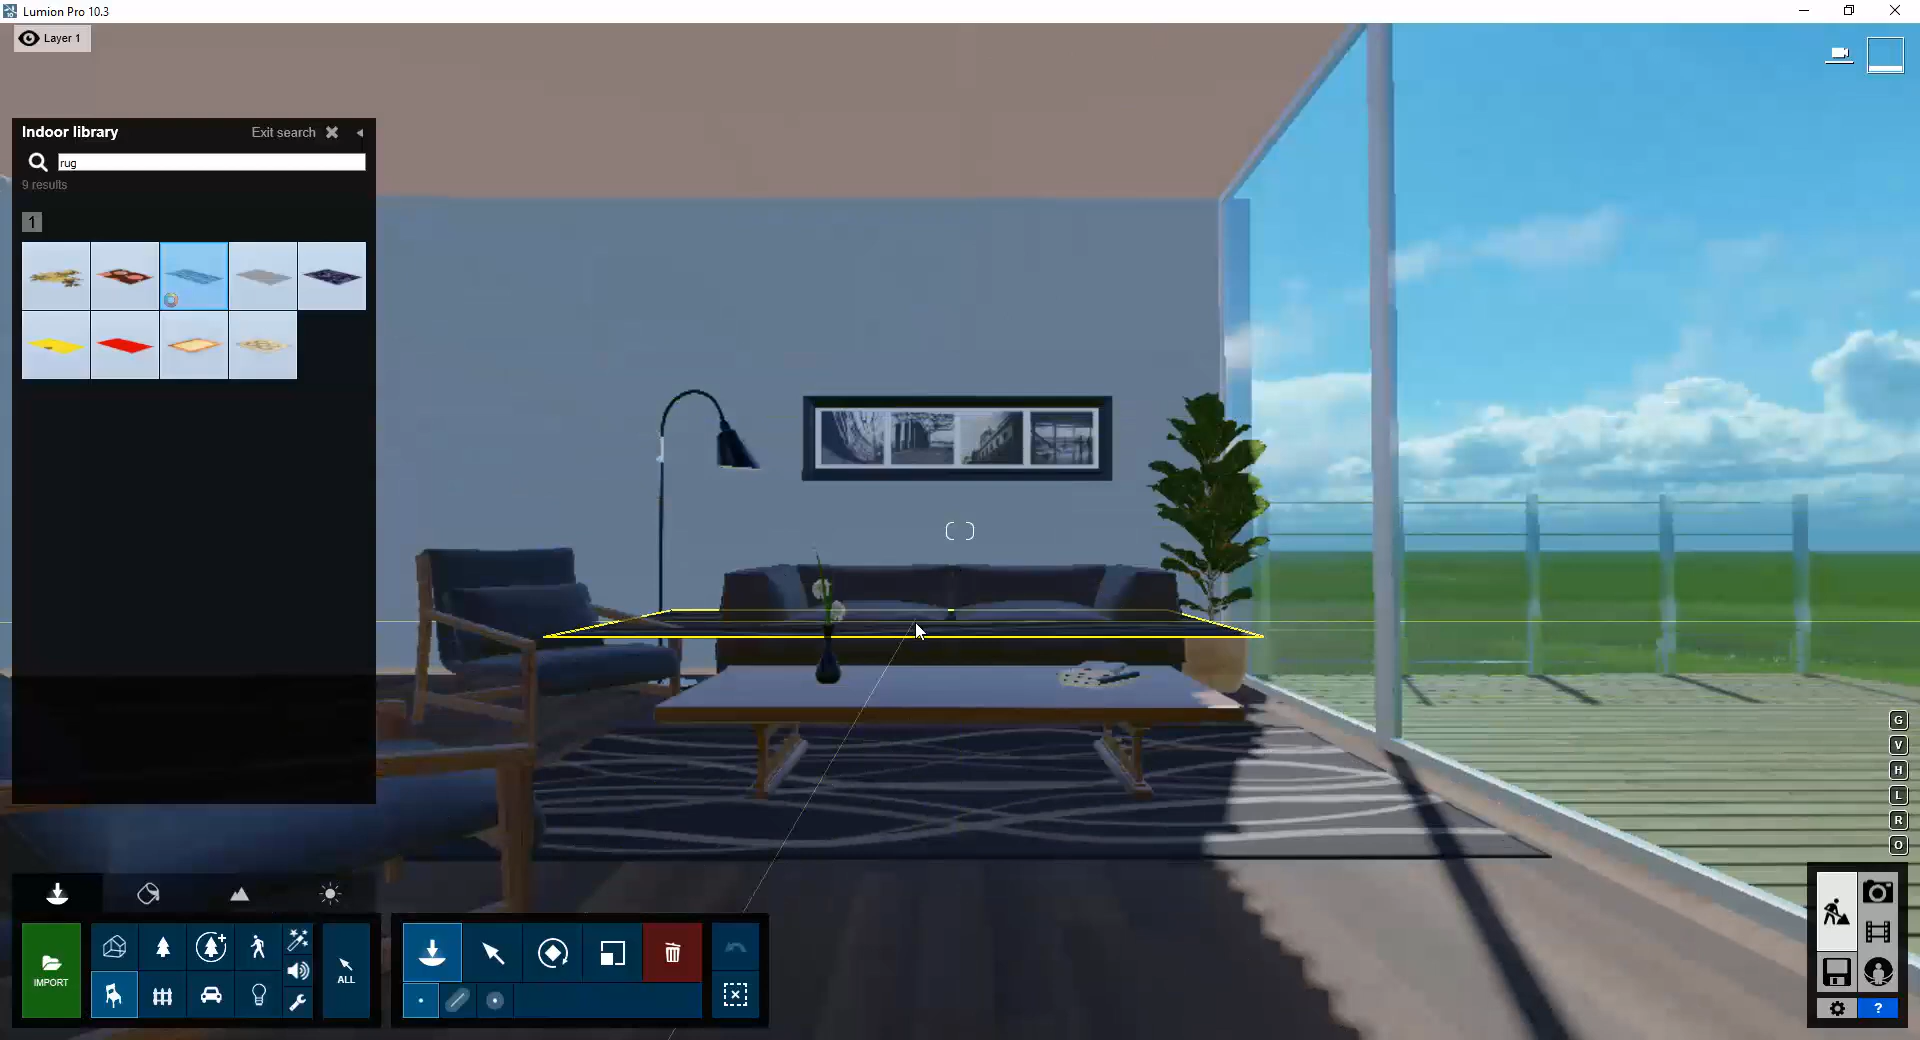 Lumion Pro 10.3
Layer 1
Indoor library
Exit search
rug
9 results
1
G
V
H
L
R
O
IMPORT
ALL
?